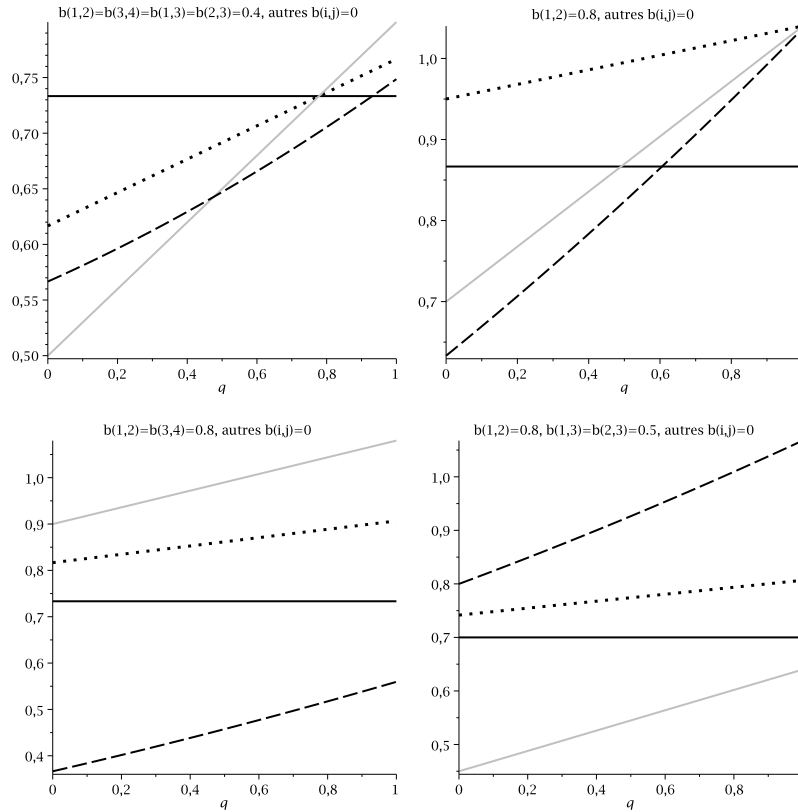 b(1,2)=b(3,4)=b(1,3)=b(2,3)=0.4, autres b(i,j)=0
0,75
0,70
0,65
0,60
0,55
0,50
0 0,2 0,4 0,6 0,8 1
q
b(1,2)=0.8, autres b(i,j)=0
1,0
0,9
0,8
0,7
0 0,2 0,4 0,6 0,8
q
b(1,2)=b(3,4)=0.8, autres b(i,j)=0
1,0
0,9
0,8
0,7
0,6
0,5
0,4
0 0,2 0,4 0,6 0,8 1
q
b(1,2)=0.8, b(1,3)=b(2,3)=0.5, autres b(i,j)=0
1,0
0,9
0,8
0,7
0,6
0,5
0 0,2 0,4 0,6 0,8
q